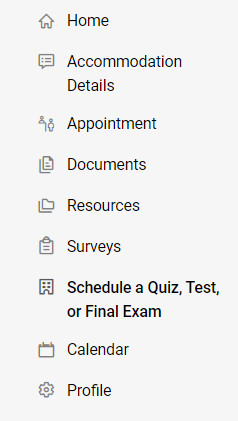 Home
Accommodation
Details
Appointment
Documents
Resources
Surveys
Schedule a Quiz, Test,
or Final Exam
Calendar
Profile